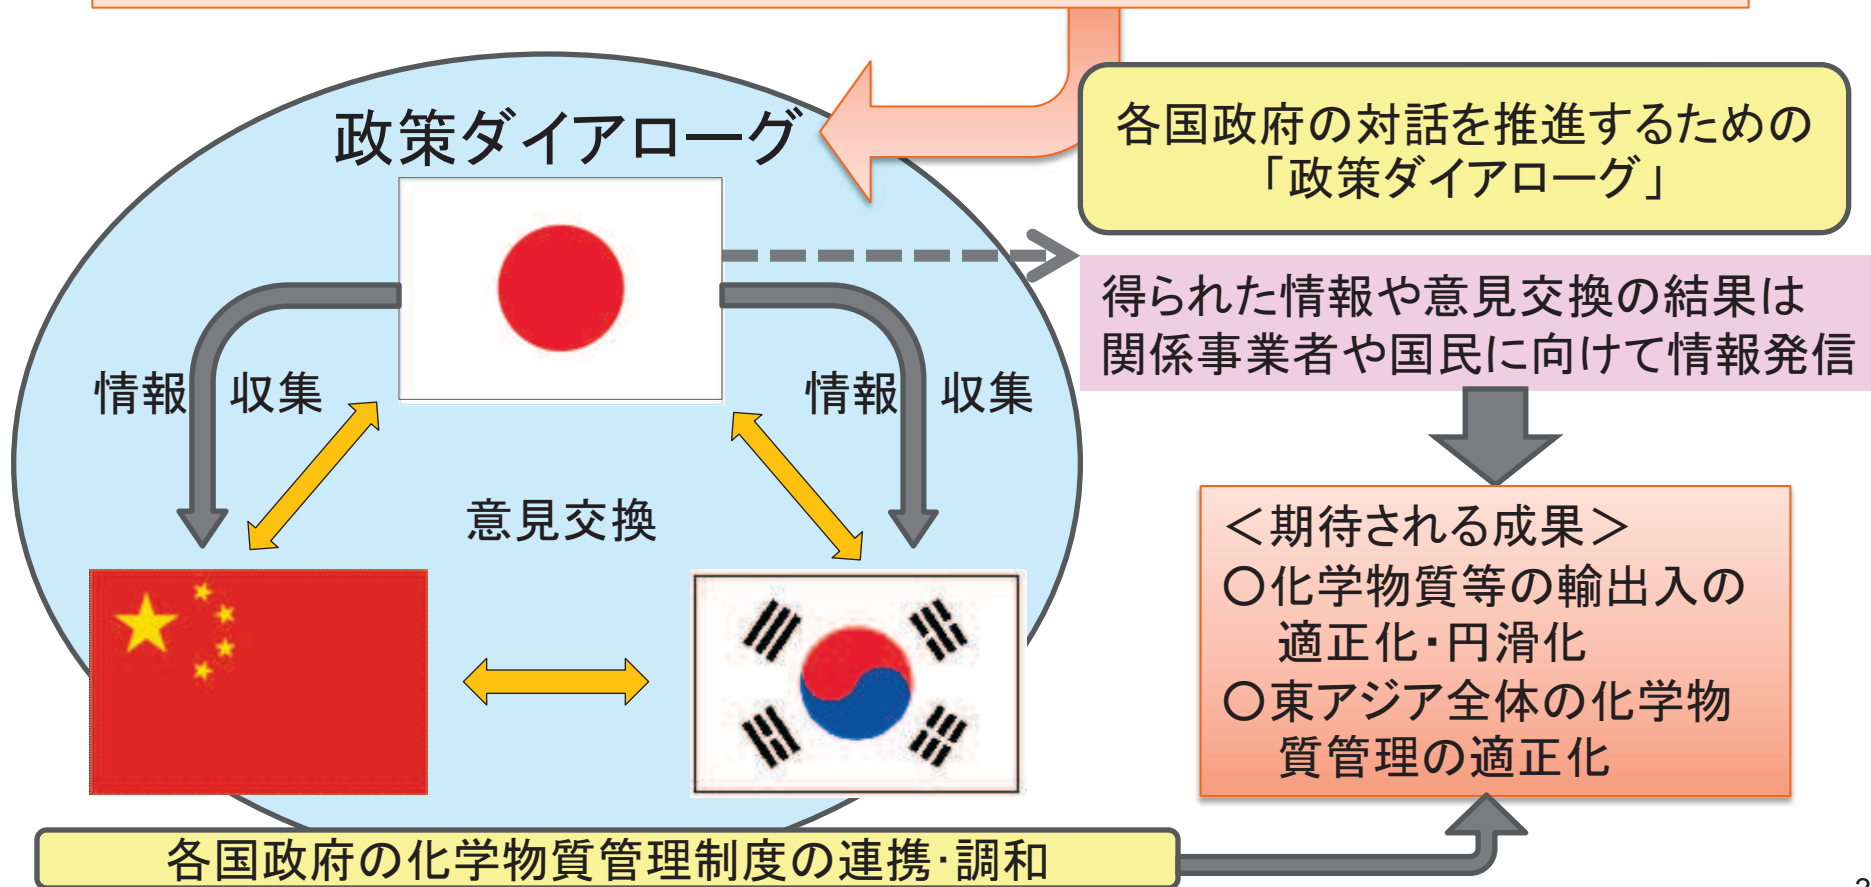 政策ダイアローグ
各国政府の対話を推進するための
「政策ダイアローグ」
得られた情報や意見交換の結果は
関係事業者や国民に向けて情報発信
情報 収集
情報 収集
意見交換
＜期待される成果＞
○化学物質等の輸出入の
適正化・円滑化
○東アジア全体の化学物
質管理の適正化
各国政府の化学物質管理制度の連携・調和